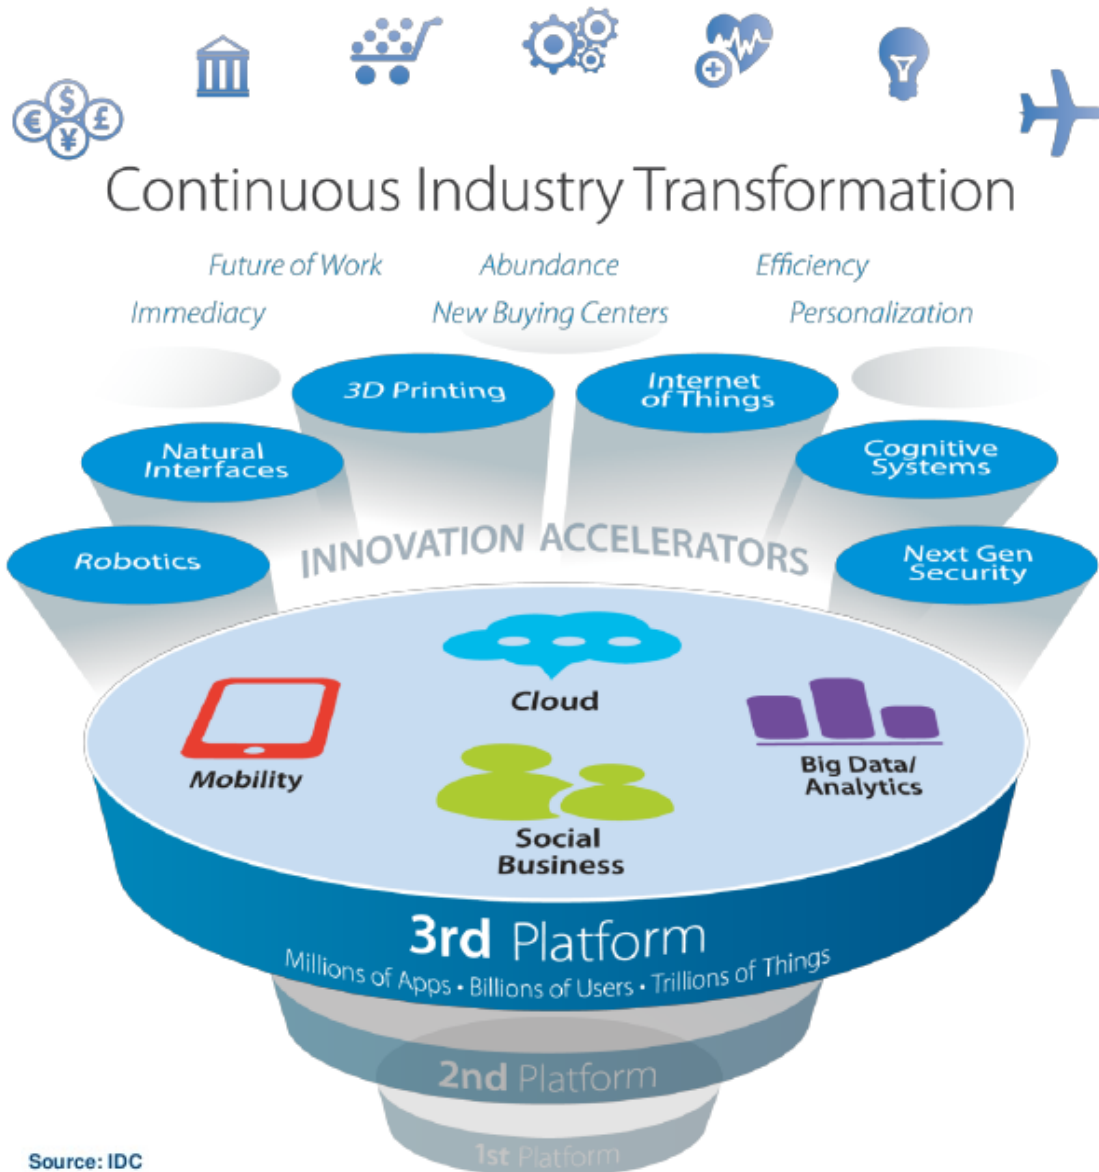 € $ ¥ £
Continuous Industry Transformation
Future of Work Abundance Efficiency
Immediacy New Buying Centers Personalization
3D Printing
Internet
of Things
Natural
Interfaces
Cognitive
Systems
INNOVATION ACCELERATORS
Robotics
Next Gen
Security
Cloud
Mobility
Big Data/
Analytics
Social
Business
3rd Platform
Millions of Apps • Billions of Users • Trillions of Things
2nd Platform
1st Platform
Source: IDC